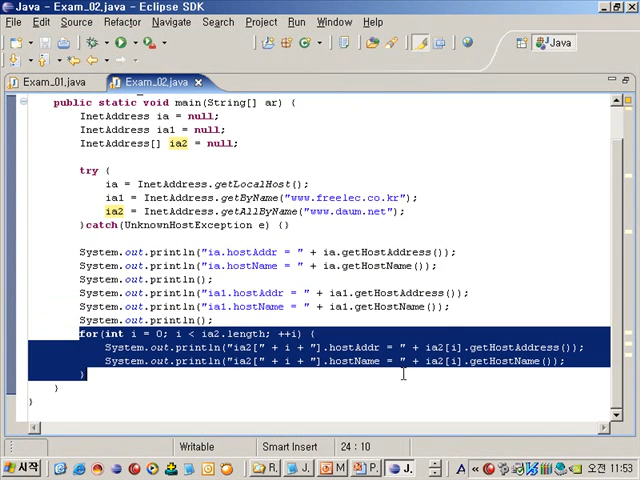 Java - Exam_02.java - Eclipse SDK
File Edit Source Refactor Navigate Search Project Run Window Help
Java
Exam_01.java Exam_02.java
public static void main(String[] ar) {
InetAddress ia = null;
InetAddress ia1 = null;
InetAddress[] ia2 = null;
try {
ia = InetAddress.getLocalHost();
ia1 = InetAddress.getByName("www.freelec.co.kr");
ia2 = InetAddress.getAllByName("www.daum.net");
}catch(UnknownHostException e) {}
System.out.println("ia.hostAddr = " + ia.getHostAddress());
System.out.println("ia.hostName = " + ia.getHostName());
System.out.println();
System.out.println("ia1.hostAddr = " + ia1.getHostAddress());
System.out.println("ia1.hostName = " + ia1.getHostName());
System.out.println();
for(int i = 0; i < ia2.length; ++i) {
System.out.println("ia2[" + i + "].hostAddr = " + ia2[i].getHostAddress());
System.out.println("ia2[" + i + "].hostName = " + ia2[i].getHostName());
}
}
}
Writable Smart Insert 24 : 10
시작 R. J. M P. J. A 오전 11:53